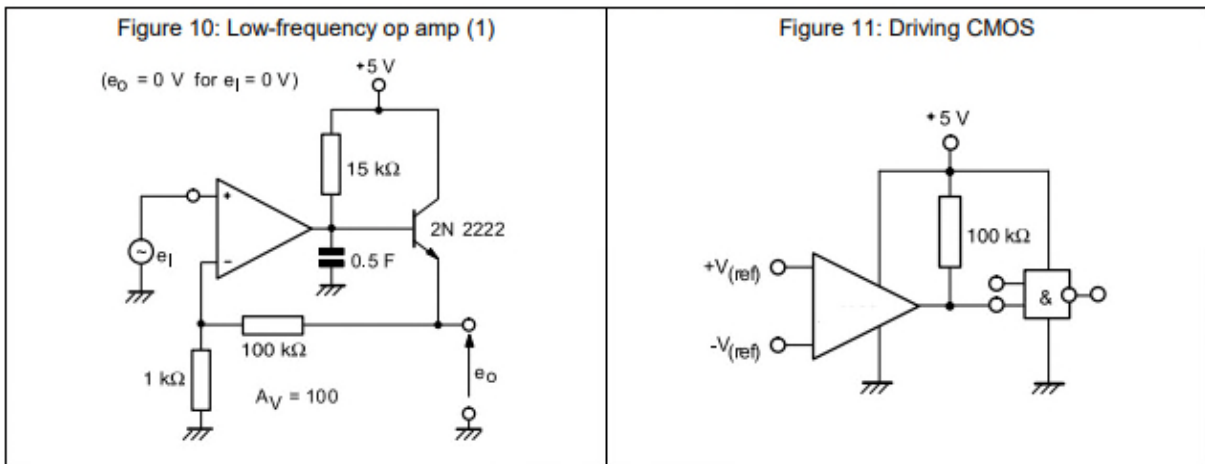 Figure 10: Low-frequency op amp (1)
(eo = 0 V for eI = 0 V)
+5 V
15 kΩ
+
2N 2222
~
eI
0.5 F
-
100 kΩ
1 kΩ
AV = 100
eo
Figure 11: Driving CMOS
+5 V
100 kΩ
+V(ref)
&
-V(ref)